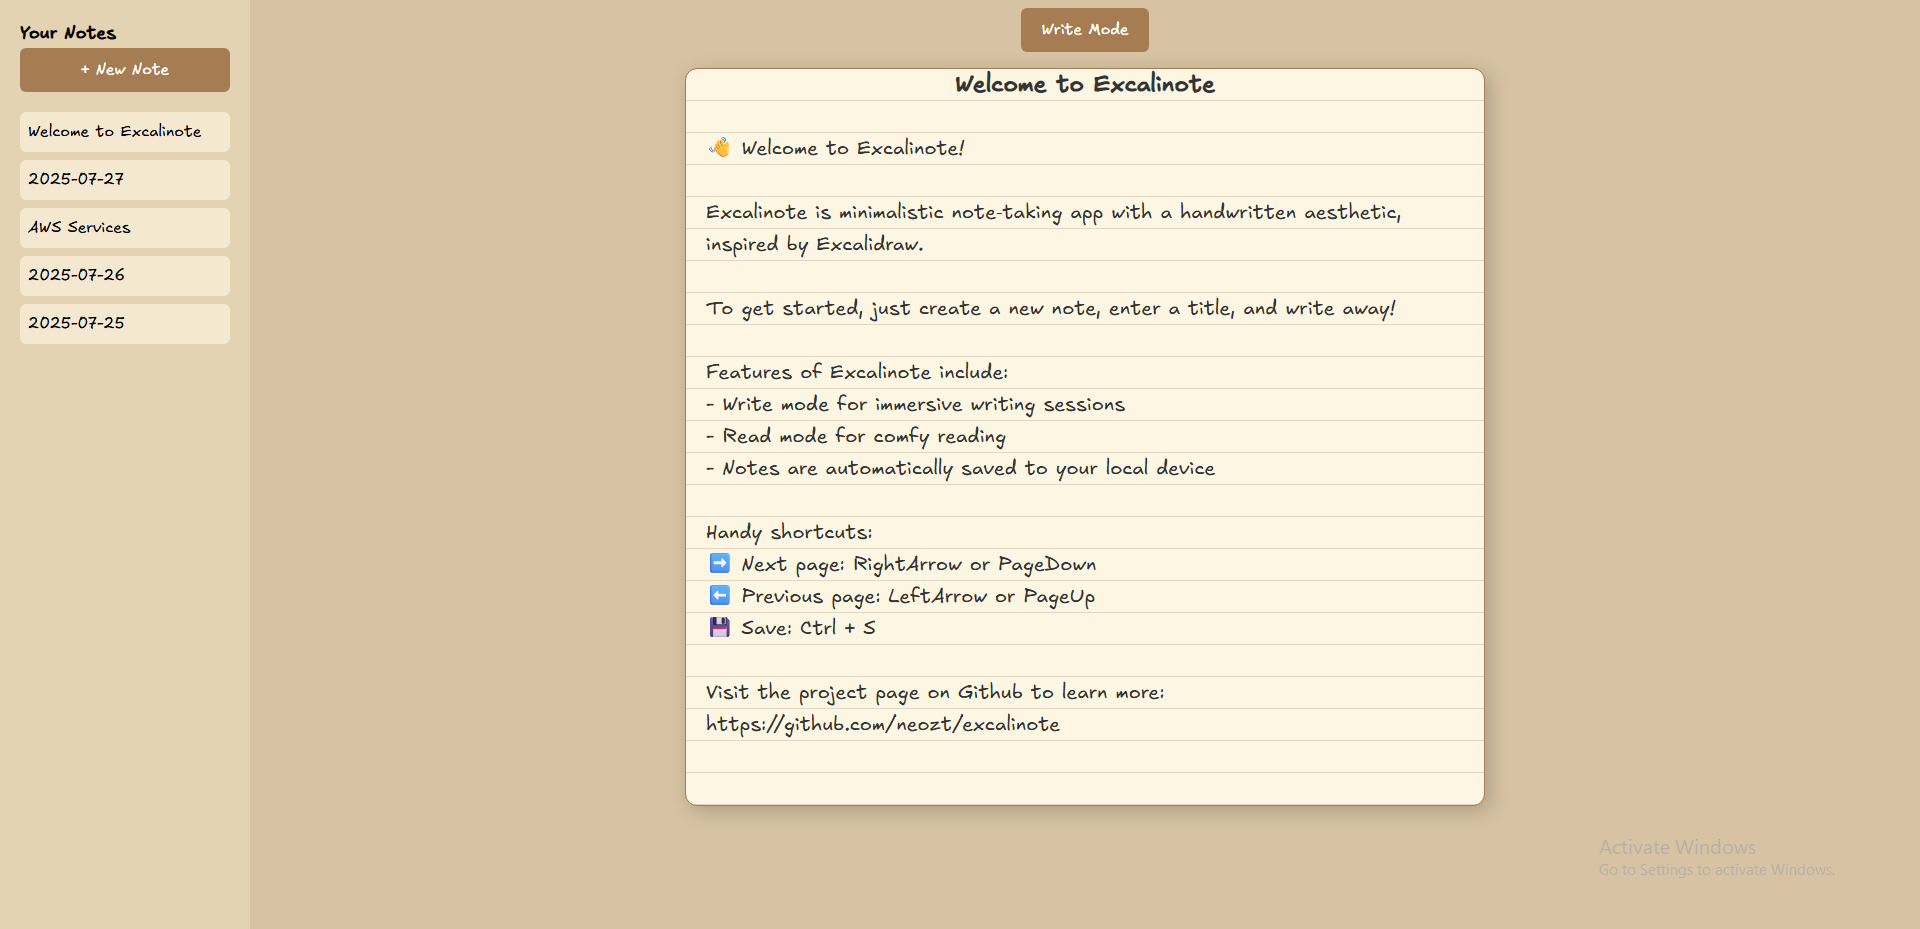 Your Notes
+ New Note
Welcome to Excalinote
2025-07-27
AWS Services
2025-07-26
2025-07-25
Write Mode
Welcome to Excalinote
👋 Welcome to Excalinote!
Excalinote is minimalistic note-taking app with a handwritten aesthetic,
inspired by Excalidraw.
To get started, just create a new note, enter a title, and write away!
Features of Excalinote include:
- Write mode for immersive writing sessions
- Read mode for comfy reading
- Notes are automatically saved to your local device
Handy shortcuts:
➡️ Next page: RightArrow or PageDown
⬅️ Previous page: LeftArrow or PageUp
💾 Save: Ctrl + S
Visit the project page on Github to learn more:
https://github.com/neozt/excalinote
Activate Windows
Go to Settings to activate Windows.